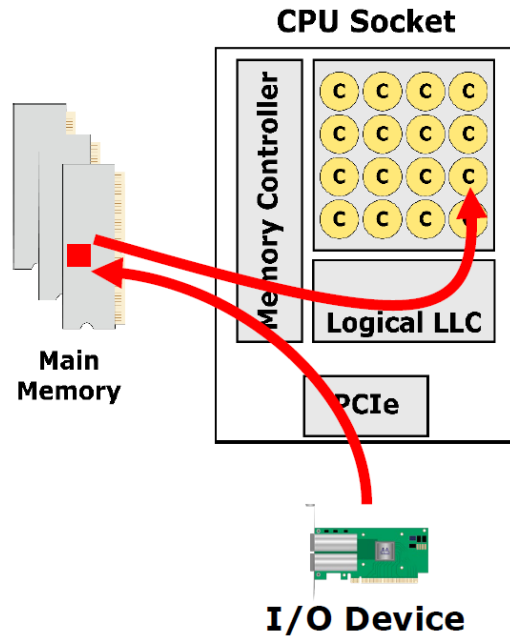 CPU Socket
Memory Controller
C C C C
C C C C
C C C C
C C C C
Logical LLC
Main
Memory
PCIe
I/O Device